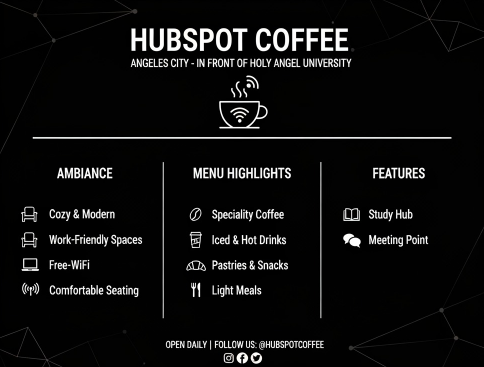 HUBSPOT COFFEE
ANGELES CITY - IN FRONT OF HOLY ANGEL UNIVERSITY
AMBIANCE
Cozy & Modern
Work-Friendly Spaces
Free-WiFi
Comfortable Seating
MENU HIGHLIGHTS
Speciality Coffee
Iced & Hot Drinks
Pastries & Snacks
Light Meals
FEATURES
Study Hub
Meeting Point
OPEN DAILY | FOLLOW US: @HUBSPOTCOFFEE